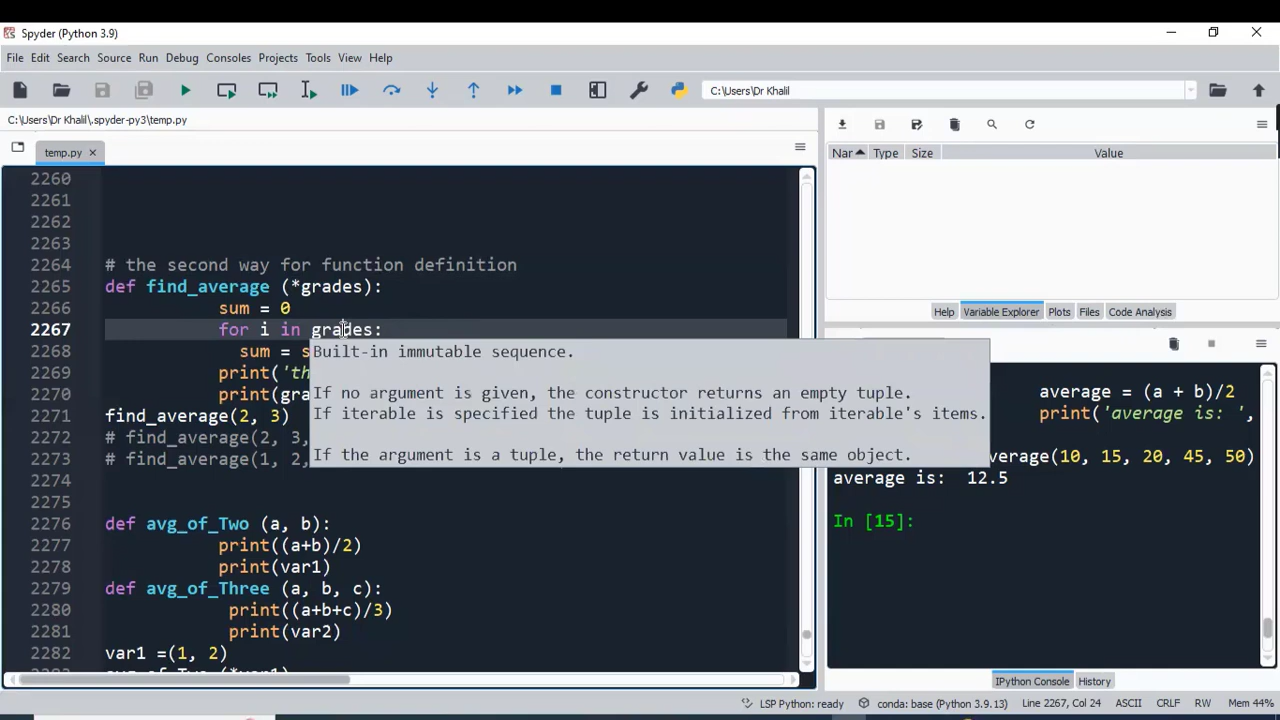 Spyder (Python 3.9)
File Edit Search Source Run Debug Consoles Projects Tools View Help
C:\Users\Dr Khalil
C:\Users\Dr Khalil\.spyder-py3\temp.py
temp.py
2260
2261
2262
2263
2264 # the second way for function definition
2265 def find_average (*grades):
2266 sum = 0
2267 for i in grades:
2268 sum = s
2269 print('th
2270 print(gra
2271 find_average(2, 3)
2272 # find_average(2, 3,
2273 # find_average(1, 2,
2274
2275
2276 def avg_of_Two (a, b):
2277 print((a+b)/2)
2278 print(var1)
2279 def avg_of_Three (a, b, c):
2280 print((a+b+c)/3)
2281 print(var2)
2282 var1 =(1, 2)
2283 avg_of_Two (*var1)
Built-in immutable sequence.
If no argument is given, the constructor returns an empty tuple.
If iterable is specified the tuple is initialized from iterable's items.
If the argument is a tuple, the return value is the same object.
Nar Type Size Value
Help Variable Explorer Plots Files Code Analysis
average = (a + b)/2
print('average is: ',
verage(10, 15, 20, 45, 50)
average is: 12.5
In [15]:
IPython Console History
LSP Python: ready conda: base (Python 3.9.13) Line 2267, Col 24 ASCII CRLF RW Mem 44%